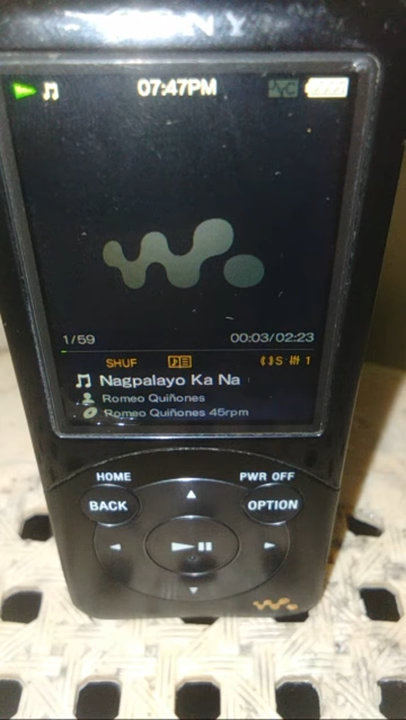 SONY
07:47PM
1/59 00:03/02:23
SHUF S 1
Nagpalayo Ka Na
Romeo Quiñones
Romeo Quiñones 45rpm
HOME PWR OFF
BACK OPTION